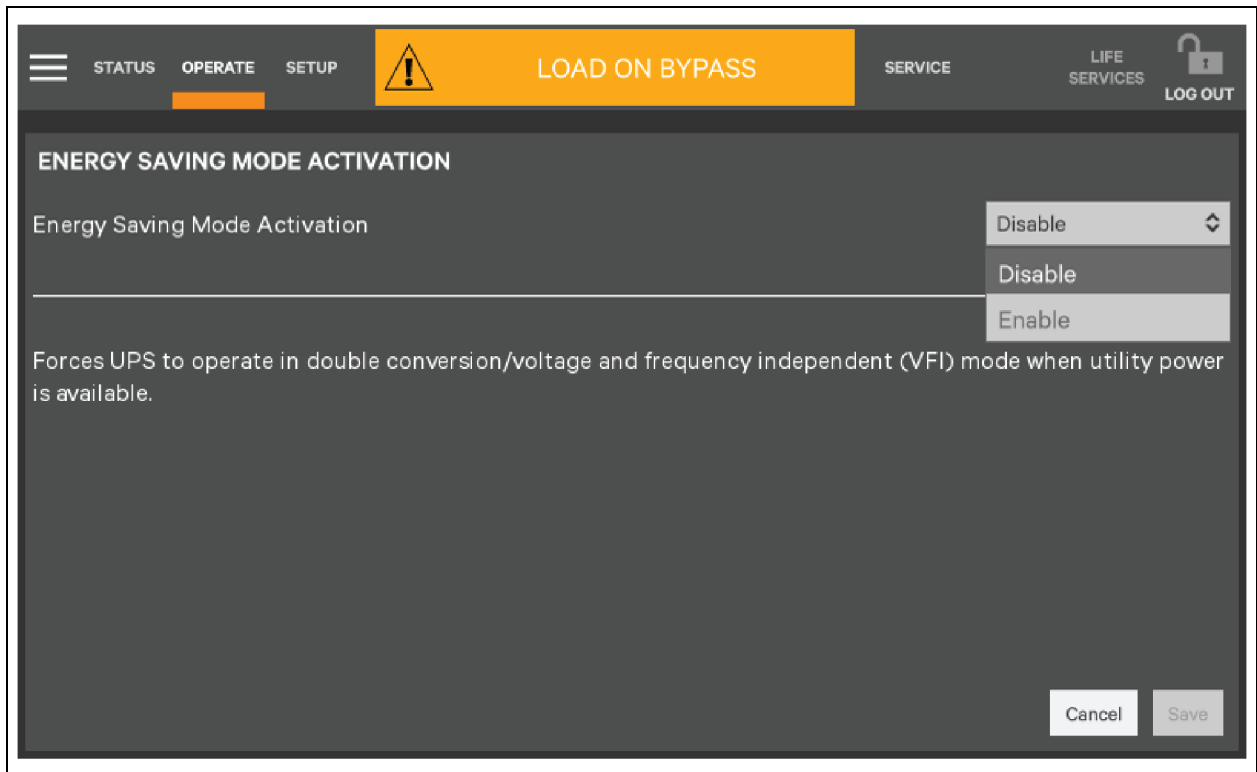 STATUS OPERATE SETUP LOAD ON BYPASS SERVICE LIFE SERVICES LOG OUT
ENERGY SAVING MODE ACTIVATION
Energy Saving Mode Activation Disable
Disable
Enable
Forces UPS to operate in double conversion/voltage and frequency independent (VFI) mode when utility power
is available.
Cancel Save